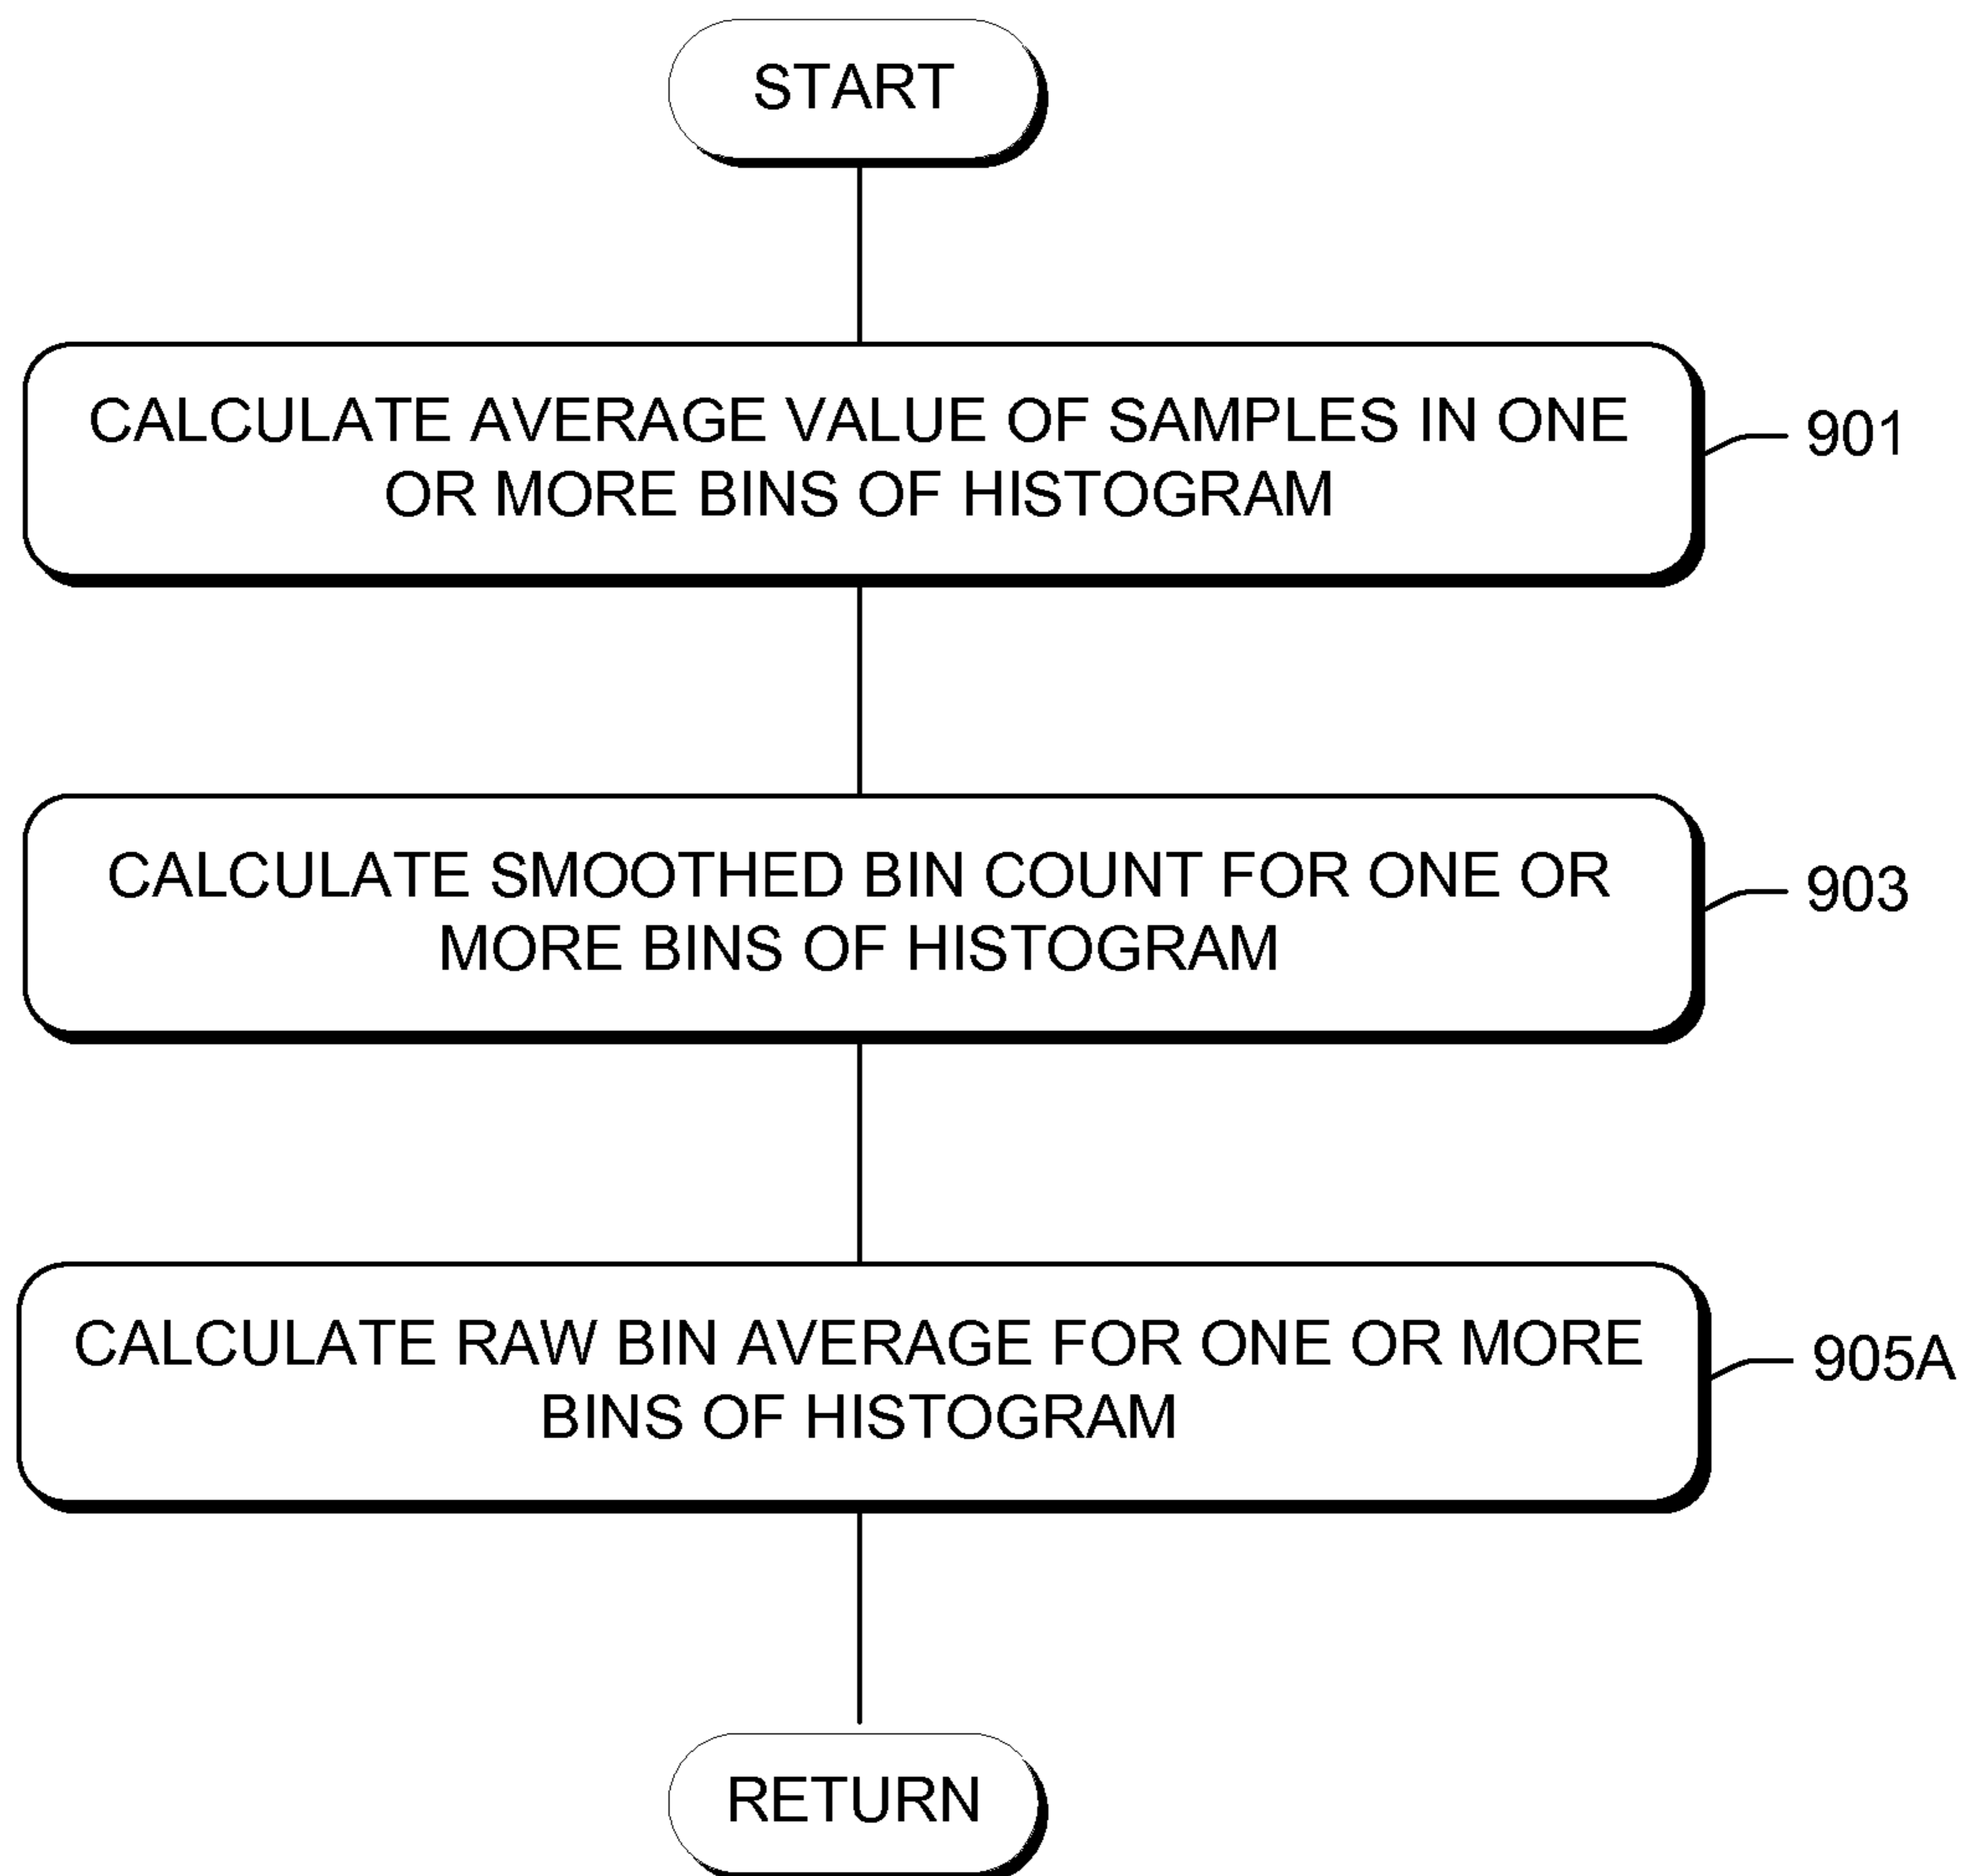 START
CALCULATE AVERAGE VALUE OF SAMPLES IN ONE
OR MORE BINS OF HISTOGRAM
901
CALCULATE SMOOTHED BIN COUNT FOR ONE OR
MORE BINS OF HISTOGRAM
903
CALCULATE RAW BIN AVERAGE FOR ONE OR MORE
BINS OF HISTOGRAM
905A
RETURN